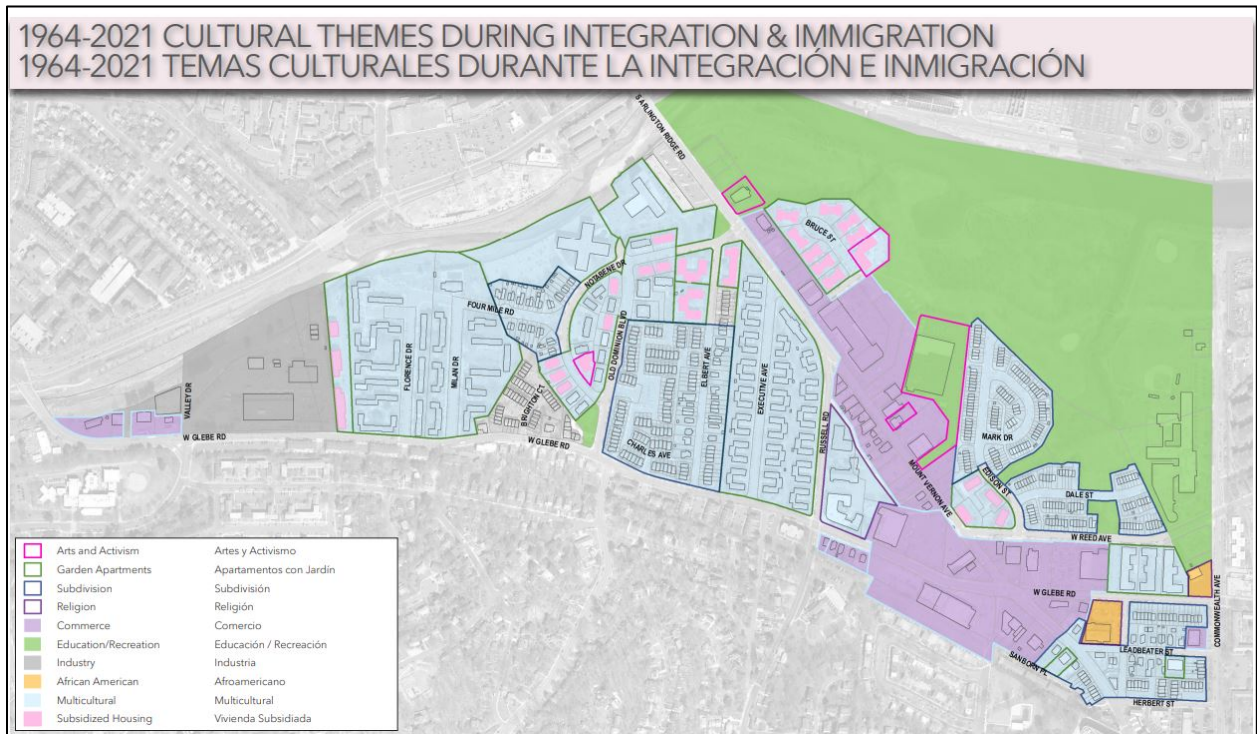 1964-2021 CULTURAL THEMES DURING INTEGRATION & IMMIGRATION
1964-2021 TEMAS CULTURALES DURANTE LA INTEGRACIÓN E INMIGRACIÓN
S ARLINGTON RIDGE RD
BRUCE ST
NOTABENE DR
FOUR MILE RD
OLD DOMINION BLVD
FLORENCE DR
MILAN DR
ELBERT AVE
EXECUTIVE AVE
VALLEY DR
BRIGHTON CT
W GLEBE RD
W GLEBE RD
CHARLES AVE
RUSSELL RD
MARK DR
MOUNT VERNON AVE
EDISON ST
DALE ST
W REED AVE
W GLEBE RD
COMMONWEALTH AVE
LEADBEATER ST
SANBORN PL
HERBERT ST
Arts and Activism Artes y Activismo
Garden Apartments Apartamentos con Jardín
Subdivision Subdivisión
Religion Religión
Commerce Comercio
Education/Recreation Educación / Recreación
Industry Industria
African American Afroamericano
Multicultural Multicultural
Subsidized Housing Vivienda Subsidiada